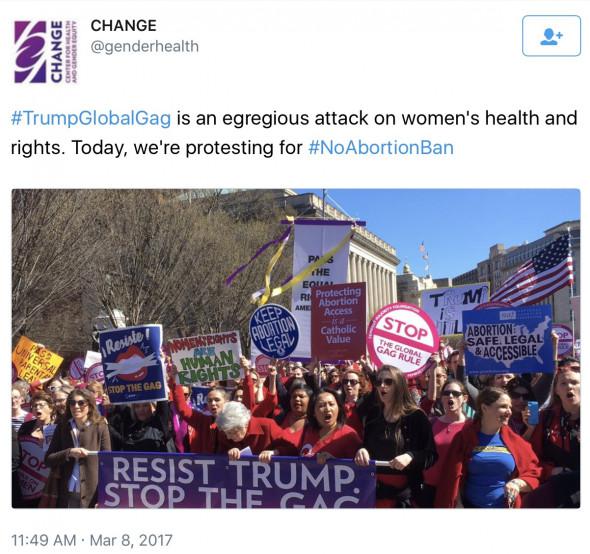 CHANGE
CENTER FOR HEALTH
AND GENDER EQUITY
CHANGE
@genderhealth
#TrumpGlobalGag is an egregious attack on women's health and
rights. Today, we're protesting for #NoAbortionBan
PASS
THE
EQUAL
Resist!
STOP THE GAG
WOMEN'S RIGHTS
ARE
HUMAN
RIGHTS
KEEP
ABORTION
LEGAL
Protecting
Abortion
Access
is a
Catholic
Value
STOP
THE GLOBAL
GAG RULE
ABORTION:
SAFE, LEGAL
& ACCESSIBLE
RESIST TRUMP.
STOP THE GAG
11:49 AM · Mar 8, 2017